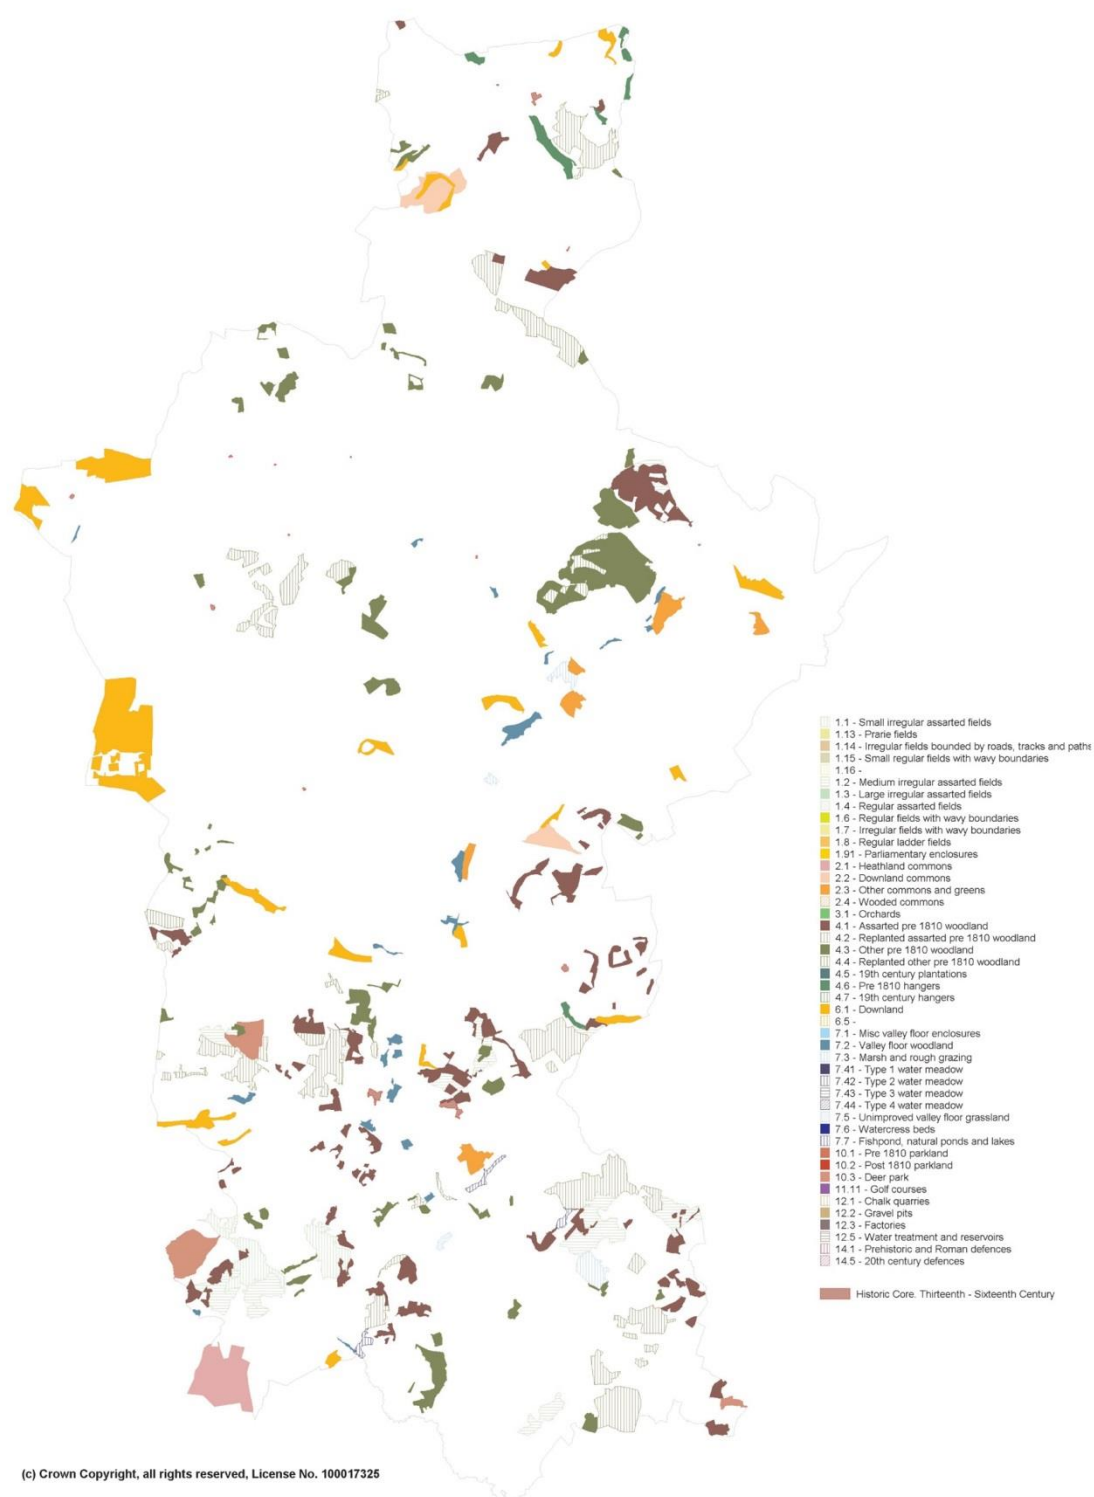 1.1 - Small irregular assarted fields
1.13 - Prarie fields
1.14 - Irregular fields bounded by roads, tracks and paths
1.15 - Small regular fields with wavy boundaries
1.16 -
1.2 - Medium irregular assarted fields
1.3 - Large irregular assarted fields
1.4 - Regular assarted fields
1.6 - Regular fields with wavy boundaries
1.7 - Irregular fields with wavy boundaries
1.8 - Regular ladder fields
1.91 - Parliamentary enclosures
2.1 - Heathland commons
2.2 - Downland commons
2.3 - Other commons and greens
2.4 - Wooded commons
3.1 - Orchards
4.1 - Assarted pre 1810 woodland
4.2 - Replanted assarted pre 1810 woodland
4.3 - Other pre 1810 woodland
4.4 - Replanted other pre 1810 woodland
4.5 - 19th century plantations
4.6 - Pre 1810 hangers
4.7 - 19th century hangers
6.1 - Downland
6.5 -
7.1 - Misc valley floor enclosures
7.2 - Valley floor woodland
7.3 - Marsh and rough grazing
7.41 - Type 1 water meadow
7.42 - Type 2 water meadow
7.43 - Type 3 water meadow
7.44 - Type 4 water meadow
7.5 - Unimproved valley floor grassland
7.6 - Watercress beds
7.7 - Fishpond, natural ponds and lakes
10.1 - Pre 1810 parkland
10.2 - Post 1810 parkland
10.3 - Deer park
11.11 - Golf courses
12.1 - Chalk quarries
12.2 - Gravel pits
12.3 - Factories
12.5 - Water treatment and reservoirs
14.1 - Prehistoric and Roman defences
14.5 - 20th century defences
Historic Core. Thirteenth - Sixteenth Century
(c) Crown Copyright, all rights reserved, License No. 100017325